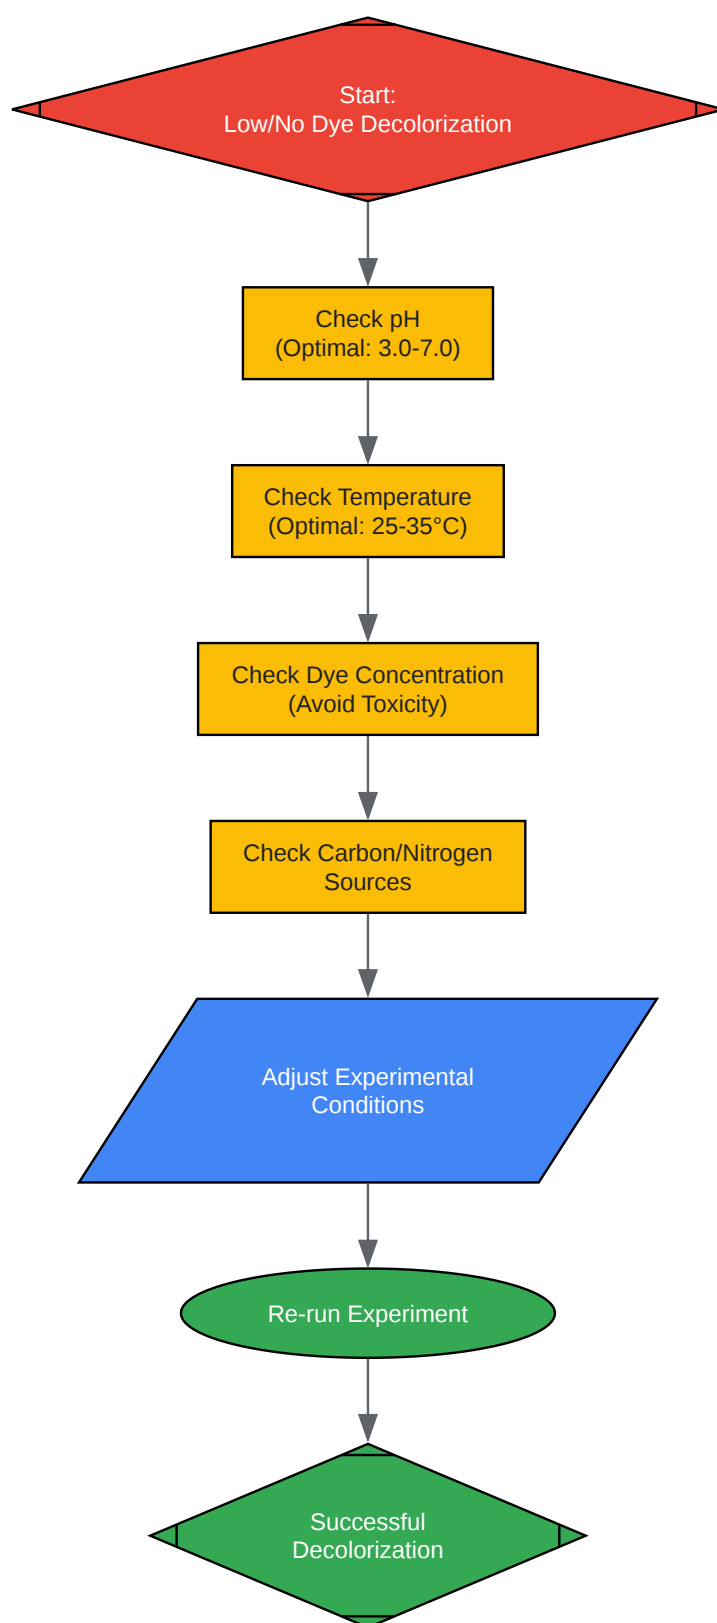 Start:
Low/No Dye Decolorization
Check pH
(Optimal: 3.0-7.0)
Check Temperature
(Optimal: 25-35°C)
Check Dye Concentration
(Avoid Toxicity)
Check Carbon/Nitrogen
Sources
Adjust Experimental
Conditions
Re-run Experiment
Successful
Decolorization